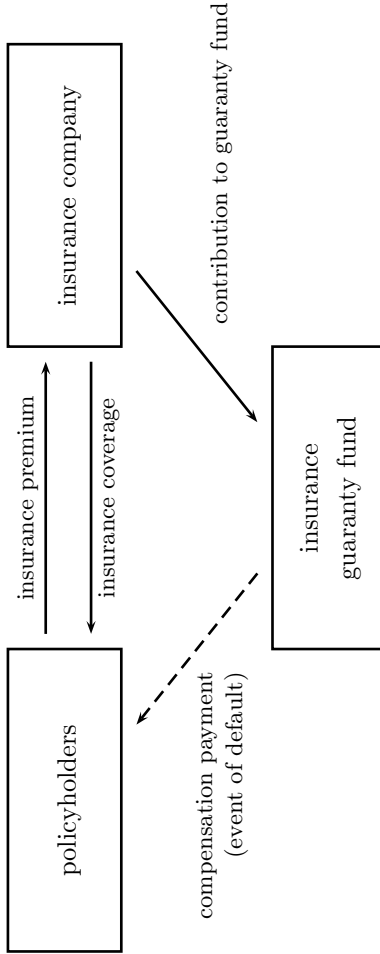 policyholders
insurance premium
insurance coverage
insurance company
compensation payment
(event of default)
insurance
guaranty fund
contribution to guaranty fund